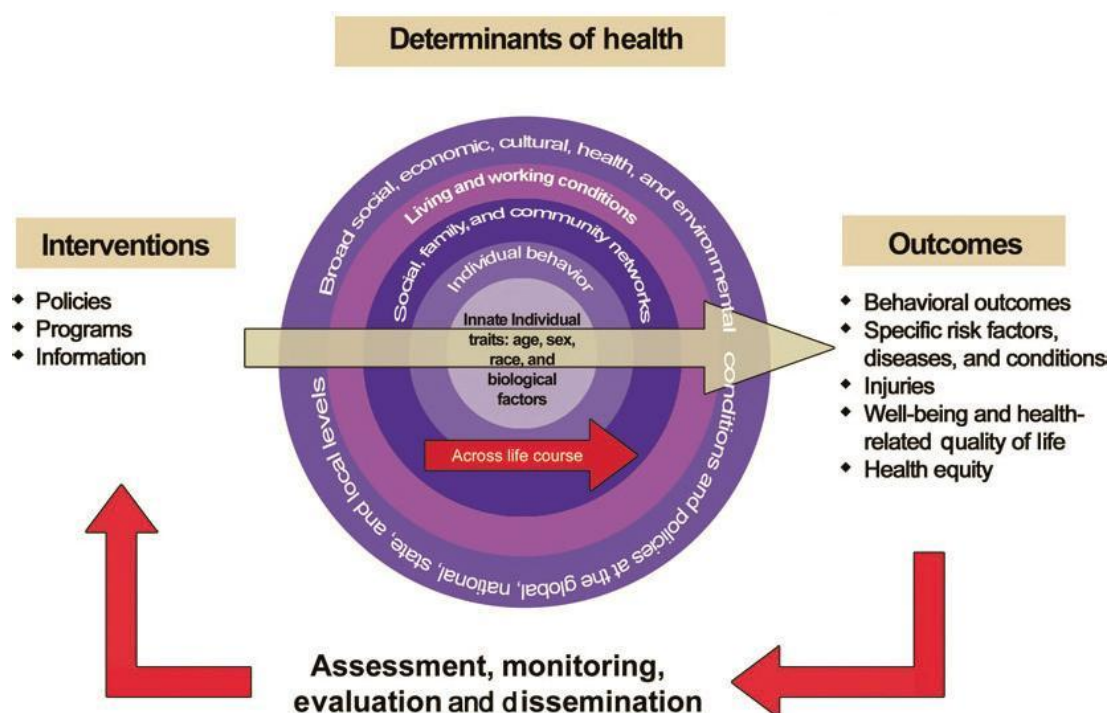 Determinants of health
Interventions
◆ Policies
◆ Programs
◆ Information
Broad social, economic, cultural, health, and environmental conditions and policies at the global, national, state, and local levels
Living and working conditions
Social, family, and community networks
Individual behavior
Innate Individual
traits: age, sex,
race, and
biological
factors
Across life course
Outcomes
◆ Behavioral outcomes
◆ Specific risk factors,
diseases, and conditions
◆ Injuries
◆ Well-being and health-
related quality of life
◆ Health equity
Assessment, monitoring,
evaluation and dissemination